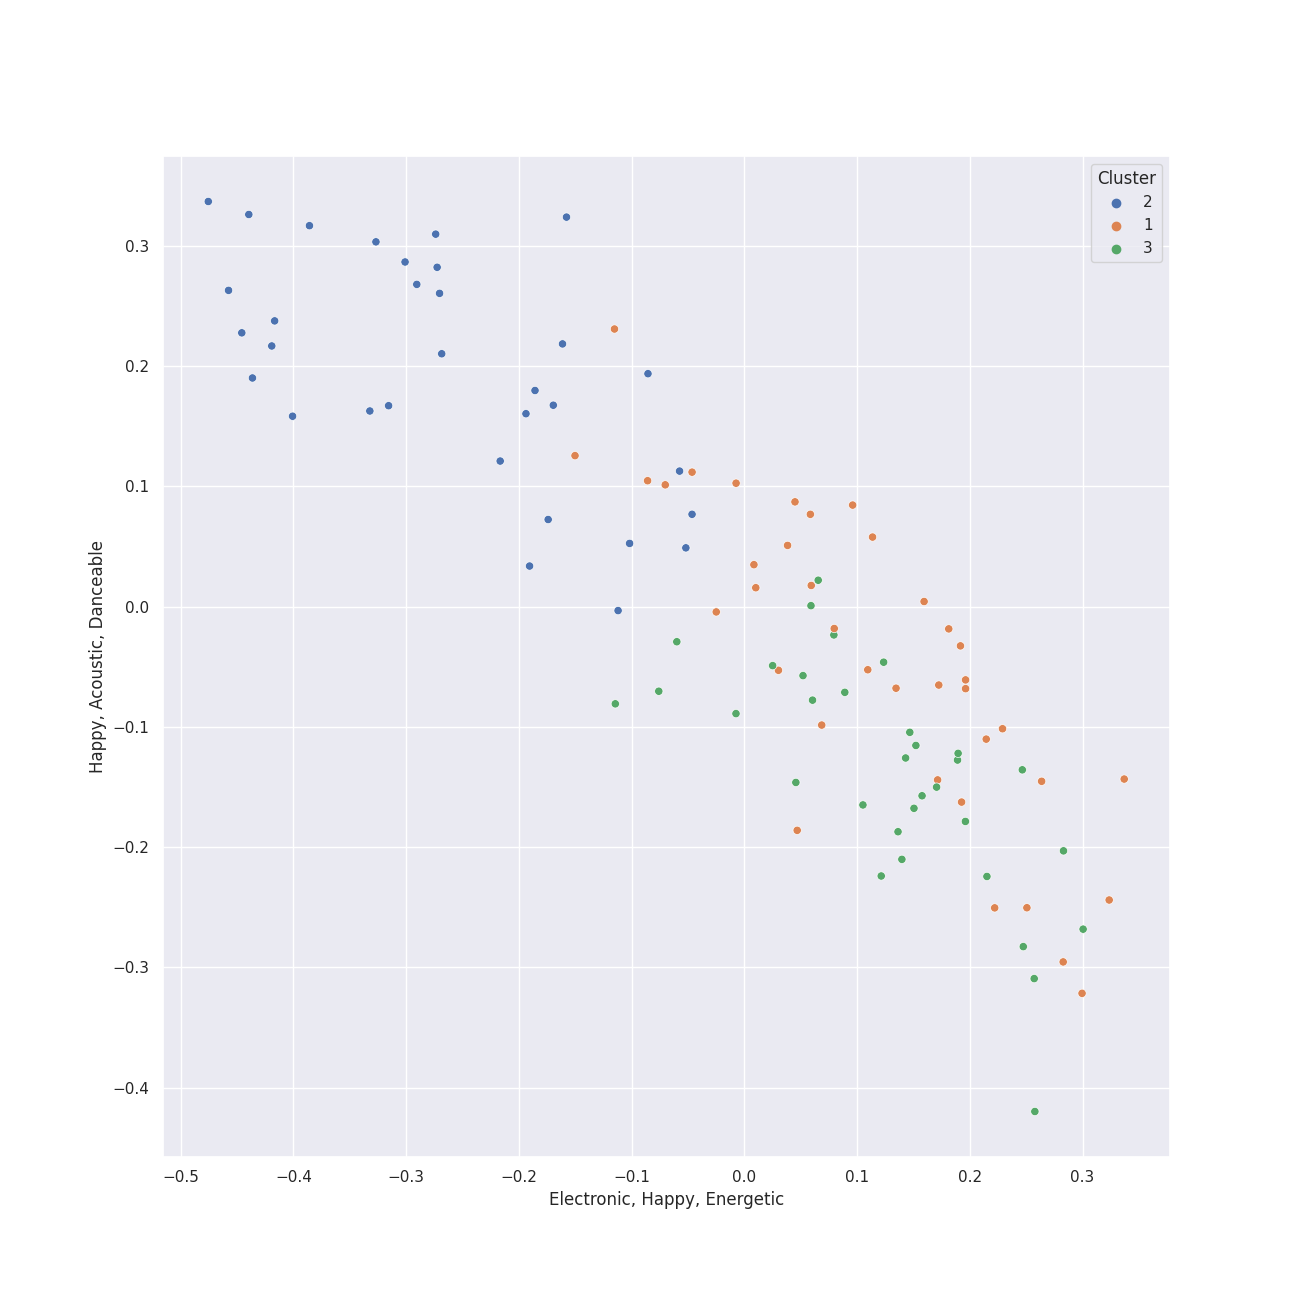 Cluster
2
1
3
0.3
0.2
0.1
0.0
−0.1
−0.2
−0.3
−0.4
Happy, Acoustic, Danceable
−0.5 −0.4 −0.3 −0.2 −0.1 0.0 0.1 0.2 0.3
Electronic, Happy, Energetic